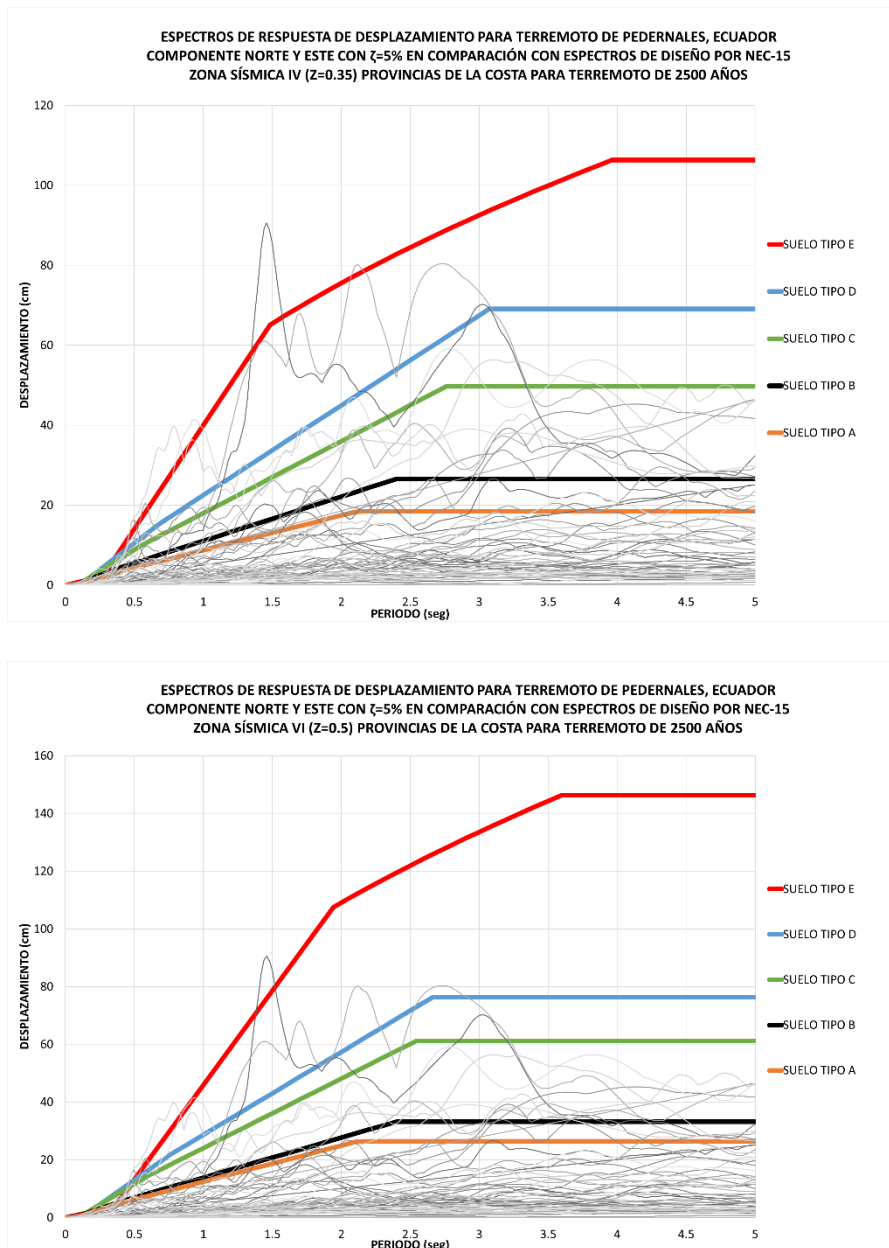 ESPECTROS DE RESPUESTA DE DESPLAZAMIENTO PARA TERREMOTO DE PEDERNALES, ECUADOR
COMPONENTE NORTE Y ESTE CON ζ=5% EN COMPARACIÓN CON ESPECTROS DE DISEÑO POR NEC-15
ZONA SÍSMICA IV (Z=0.35) PROVINCIAS DE LA COSTA PARA TERREMOTO DE 2500 AÑOS
120
100
80
60
40
20
0
DESPLAZAMIENTO (cm)
0 0.5 1 1.5 2 2.5 3 3.5 4 4.5 5
PERIODO (seg)
SUELO TIPO E
SUELO TIPO D
SUELO TIPO C
SUELO TIPO B
SUELO TIPO A
ESPECTROS DE RESPUESTA DE DESPLAZAMIENTO PARA TERREMOTO DE PEDERNALES, ECUADOR
COMPONENTE NORTE Y ESTE CON ζ=5% EN COMPARACIÓN CON ESPECTROS DE DISEÑO POR NEC-15
ZONA SÍSMICA VI (Z=0.5) PROVINCIAS DE LA COSTA PARA TERREMOTO DE 2500 AÑOS
160
140
120
100
80
60
40
20
0
DESPLAZAMIENTO (cm)
0 0.5 1 1.5 2 2.5 3 3.5 4 4.5 5
PERIODO (seg)
SUELO TIPO E
SUELO TIPO D
SUELO TIPO C
SUELO TIPO B
SUELO TIPO A